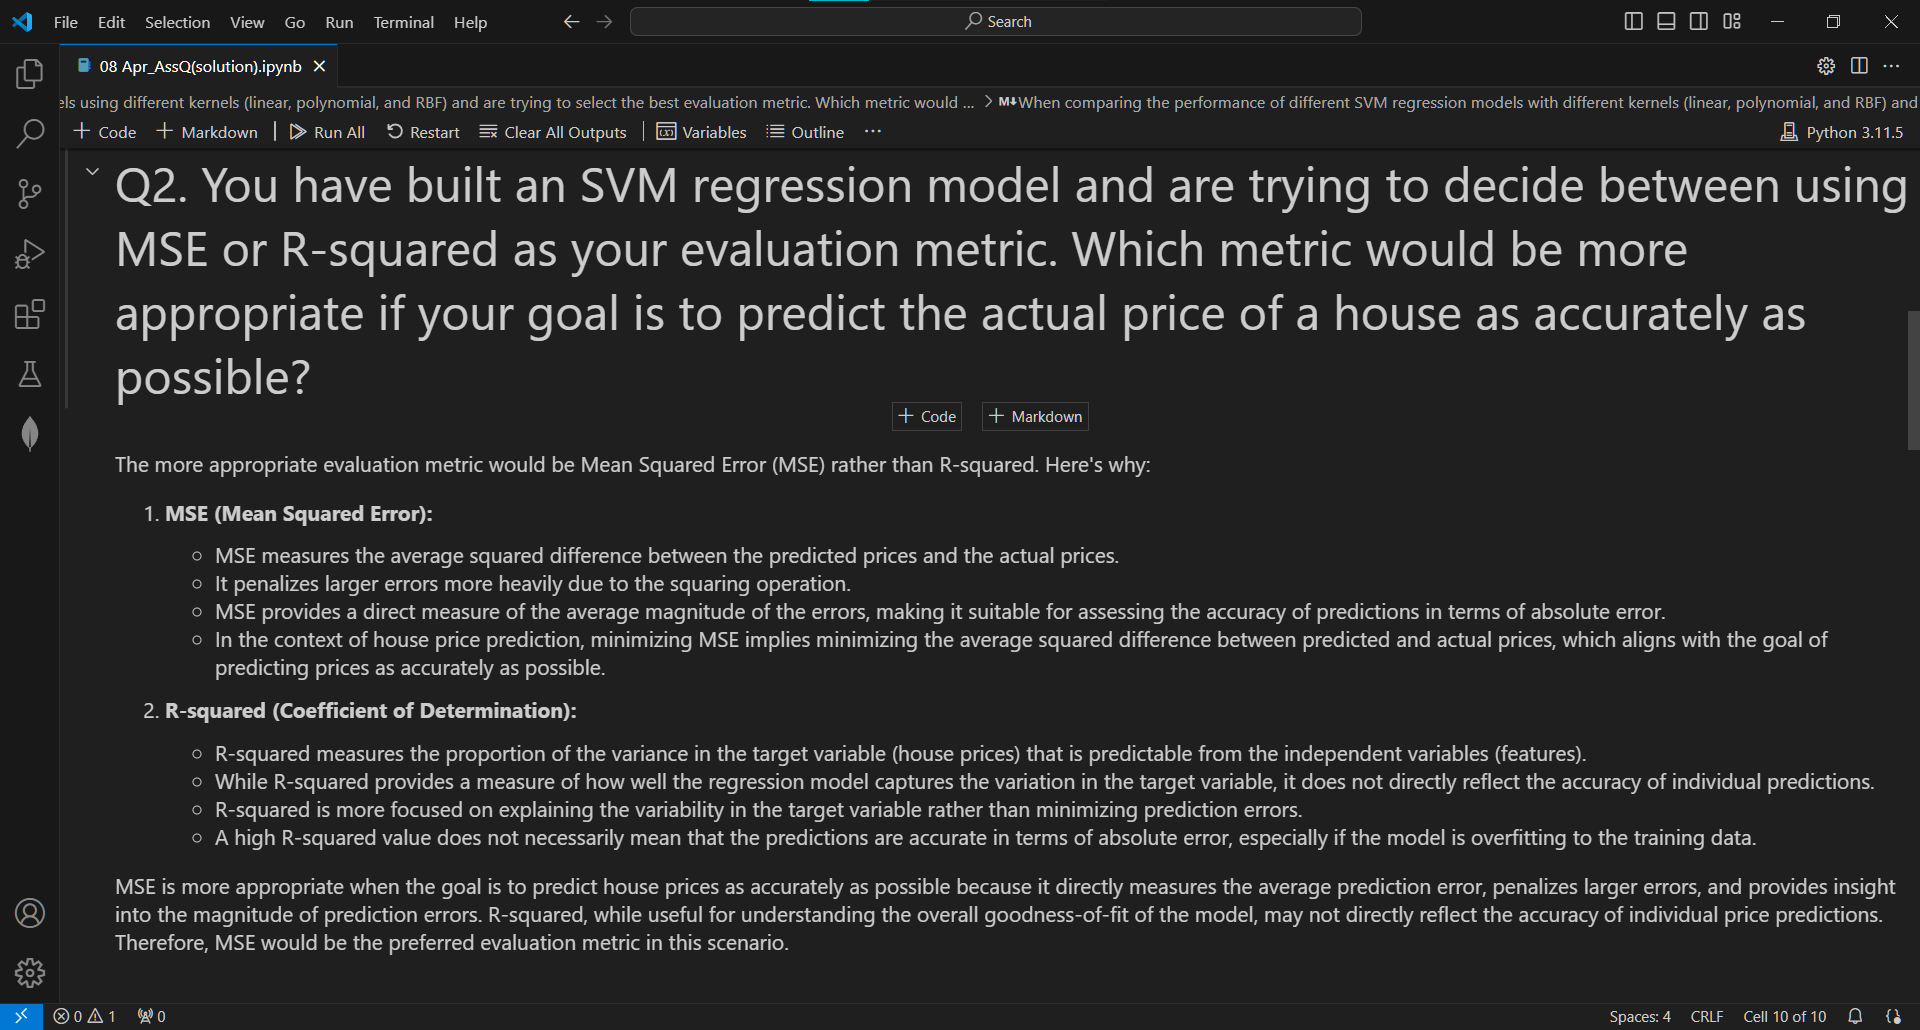 File Edit Selection View Go Run Terminal Help
Search
08 Apr_AssQ(solution).ipynb
els using different kernels (linear, polynomial, and RBF) and are trying to select the best evaluation metric. Which metric would ... > M↓When comparing the performance of different SVM regression models with different kernels (linear, polynomial, and RBF) and
+ Code + Markdown Run All Restart Clear All Outputs Variables Outline ··· Python 3.11.5
Q2. You have built an SVM regression model and are trying to decide between using
MSE or R-squared as your evaluation metric. Which metric would be more
appropriate if your goal is to predict the actual price of a house as accurately as
possible?
+ Code + Markdown
The more appropriate evaluation metric would be Mean Squared Error (MSE) rather than R-squared. Here's why:
1. MSE (Mean Squared Error):
○ MSE measures the average squared difference between the predicted prices and the actual prices.
○ It penalizes larger errors more heavily due to the squaring operation.
○ MSE provides a direct measure of the average magnitude of the errors, making it suitable for assessing the accuracy of predictions in terms of absolute error.
○ In the context of house price prediction, minimizing MSE implies minimizing the average squared difference between predicted and actual prices, which aligns with the goal of
predicting prices as accurately as possible.
2. R-squared (Coefficient of Determination):
○ R-squared measures the proportion of the variance in the target variable (house prices) that is predictable from the independent variables (features).
○ While R-squared provides a measure of how well the regression model captures the variation in the target variable, it does not directly reflect the accuracy of individual predictions.
○ R-squared is more focused on explaining the variability in the target variable rather than minimizing prediction errors.
○ A high R-squared value does not necessarily mean that the predictions are accurate in terms of absolute error, especially if the model is overfitting to the training data.
MSE is more appropriate when the goal is to predict house prices as accurately as possible because it directly measures the average prediction error, penalizes larger errors, and provides insight
into the magnitude of prediction errors. R-squared, while useful for understanding the overall goodness-of-fit of the model, may not directly reflect the accuracy of individual price predictions.
Therefore, MSE would be the preferred evaluation metric in this scenario.
0 1 0 Spaces: 4 CRLF Cell 10 of 10